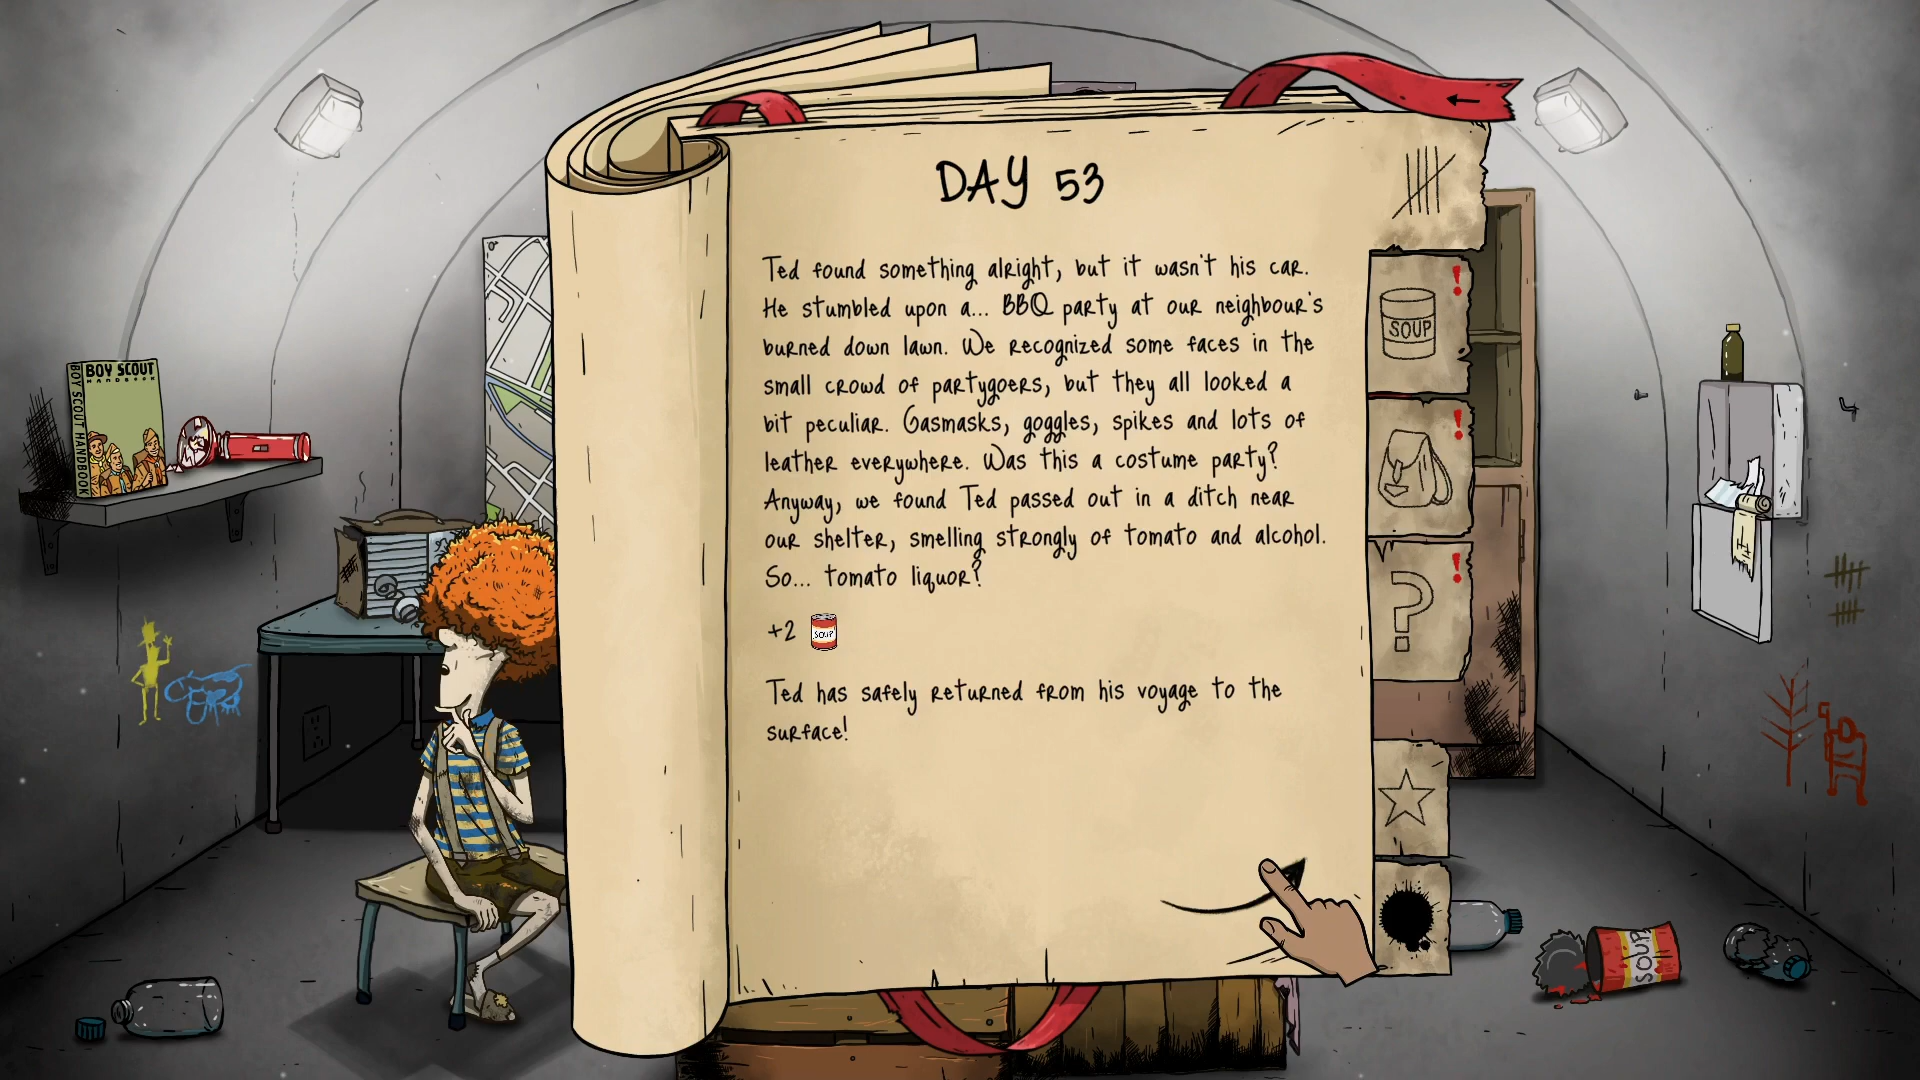 DAY 53
Ted found something alright, but it wasn't his car.
He stumbled upon a... BBQ party at our neighbour's
burned down lawn. We recognized some faces in the
small crowd of partygoers, but they all looked a
bit peculiar. Gasmasks, goggles, spikes and lots of
leather everywhere. Was this a costume party?
Anyway, we found Ted passed out in a ditch near
our shelter, smelling strongly of tomato and alcohol.
So... tomato liquor?
+2 SOUP
Ted has safely returned from his voyage to the
surface!
!
SOUP
!
!
?
BOY SCOUT
HANDBOOK
BOY SCOUT HANDBOOK
SOUP